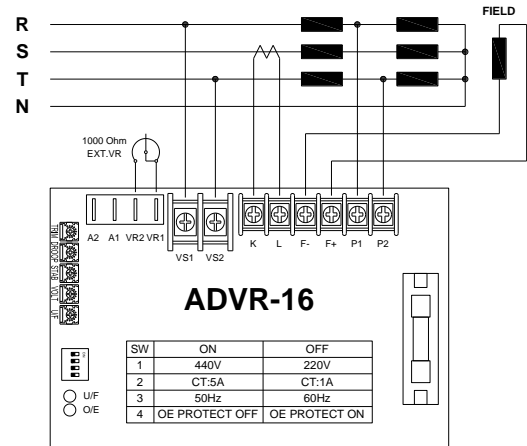 FIELD
R
S
T
N
1000 Ohm
EXT.VR
A2 A1 VR2 VR1
VS1 VS2
K L F- F+ P1 P2
TRM
DROOP
STAB
VOLT
U/F
ADVR-16
SW ON OFF
1 440V 220V
2 CT:5A CT:1A
3 50Hz 60Hz
4 OE PROTECT OFF OE PROTECT ON
U/F
O/E